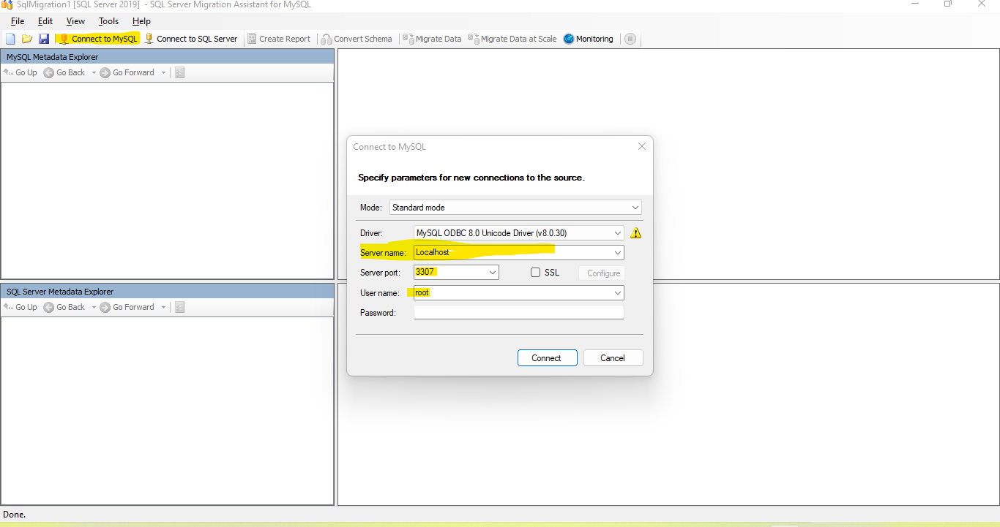 SqlMigration1 [SQL Server 2019] - SQL Server Migration Assistant for MySQL
File Edit View Tools Help
Connect to MySQL Connect to SQL Server Create Report Convert Schema Migrate Data Migrate Data at Scale Monitoring
MySQL Metadata Explorer
Go Up Go Back Go Forward
Connect to MySQL
Specify parameters for new connections to the source.
Mode: Standard mode
Driver: MySQL ODBC 8.0 Unicode Driver (v8.0.30)
Server name: Localhost
Server port: 3307 SSL Configure
User name: root
Password:
Connect Cancel
SQL Server Metadata Explorer
Go Up Go Back Go Forward
Done.